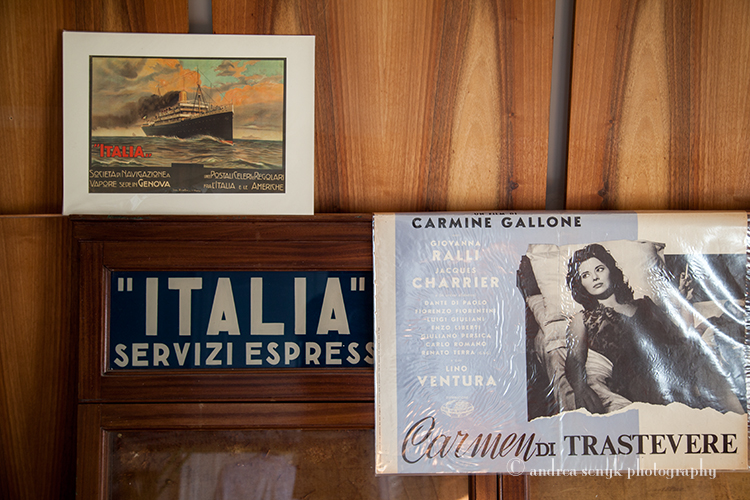 "ITALIA"
SOCIETÀ DI NAVIGAZIONE A
VAPORE SEDE IN GENOVA
POSTALI CELERI & REGOLARI
FRA L'ITALIA E LE AMERICHE
"ITALIA"
SERVIZI ESPRESS
CARMINE GALLONE
GIOVANNA
RALLI
JACQUES
CHARRIER
DANTE DI PAOLO
FIORENZO FIORENTINI
LUIGI GIULIANI
ENZO LIBERTI
GIULIANO PERSICA
CARLO ROMANO
RENATO TERRA
LINO
VENTURA
Carmen DI TRASTEVERE
© andrea scuyk photography